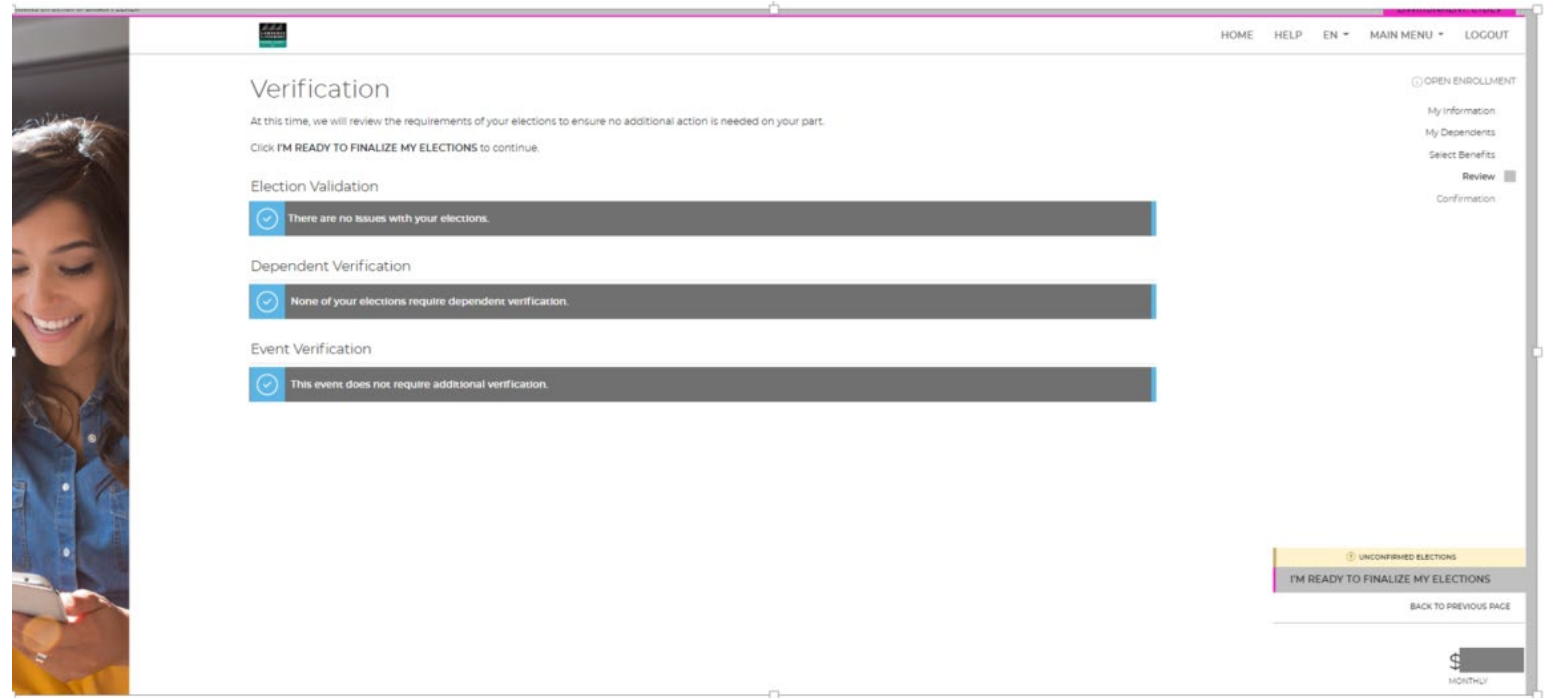 HOME HELP EN MAIN MENU LOGOUT
Verification
At this time, we will review the requirements of your elections to ensure no additional action is needed on your part.
Click I'M READY TO FINALIZE MY ELECTIONS to continue.
Election Validation
There are no issues with your elections.
Dependent Verification
None of your elections require dependent verification.
Event Verification
This event does not require additional verification.
OPEN ENROLLMENT
My Information
My Dependents
Select Benefits
Review
Confirmation
UNCONFIRMED ELECTIONS
I'M READY TO FINALIZE MY ELECTIONS
BACK TO PREVIOUS PAGE
$
MONTHLY